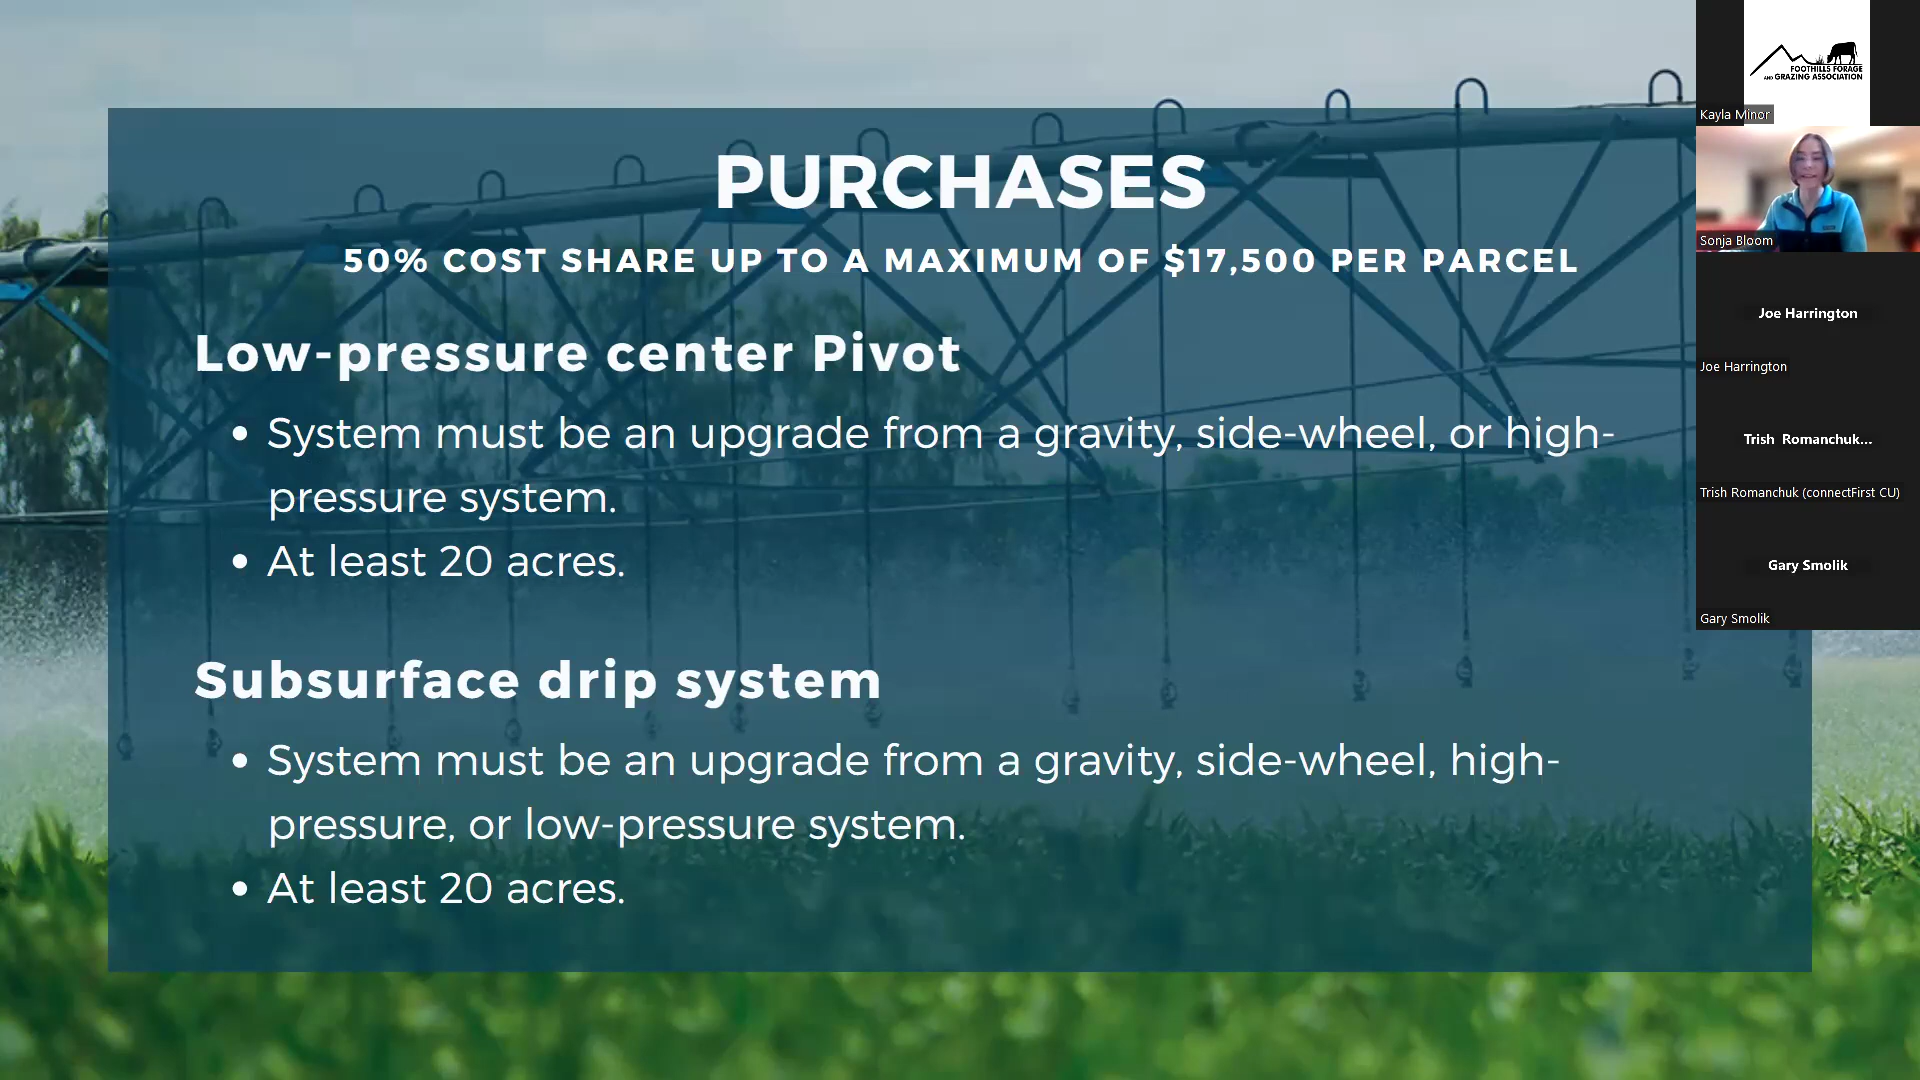 PURCHASES
50% COST SHARE UP TO A MAXIMUM OF $17,500 PER PARCEL
Low-pressure center Pivot
• System must be an upgrade from a gravity, side-wheel, or high-
pressure system.
• At least 20 acres.
Subsurface drip system
• System must be an upgrade from a gravity, side-wheel, high-
pressure, or low-pressure system.
• At least 20 acres.
FOOTHILLS FORAGE
AND GRAZING ASSOCIATION
Kayla Minor
Sonja Bloom
Joe Harrington
Joe Harrington
Trish Romanchuk...
Trish Romanchuk (connectFirst CU)
Gary Smolik
Gary Smolik